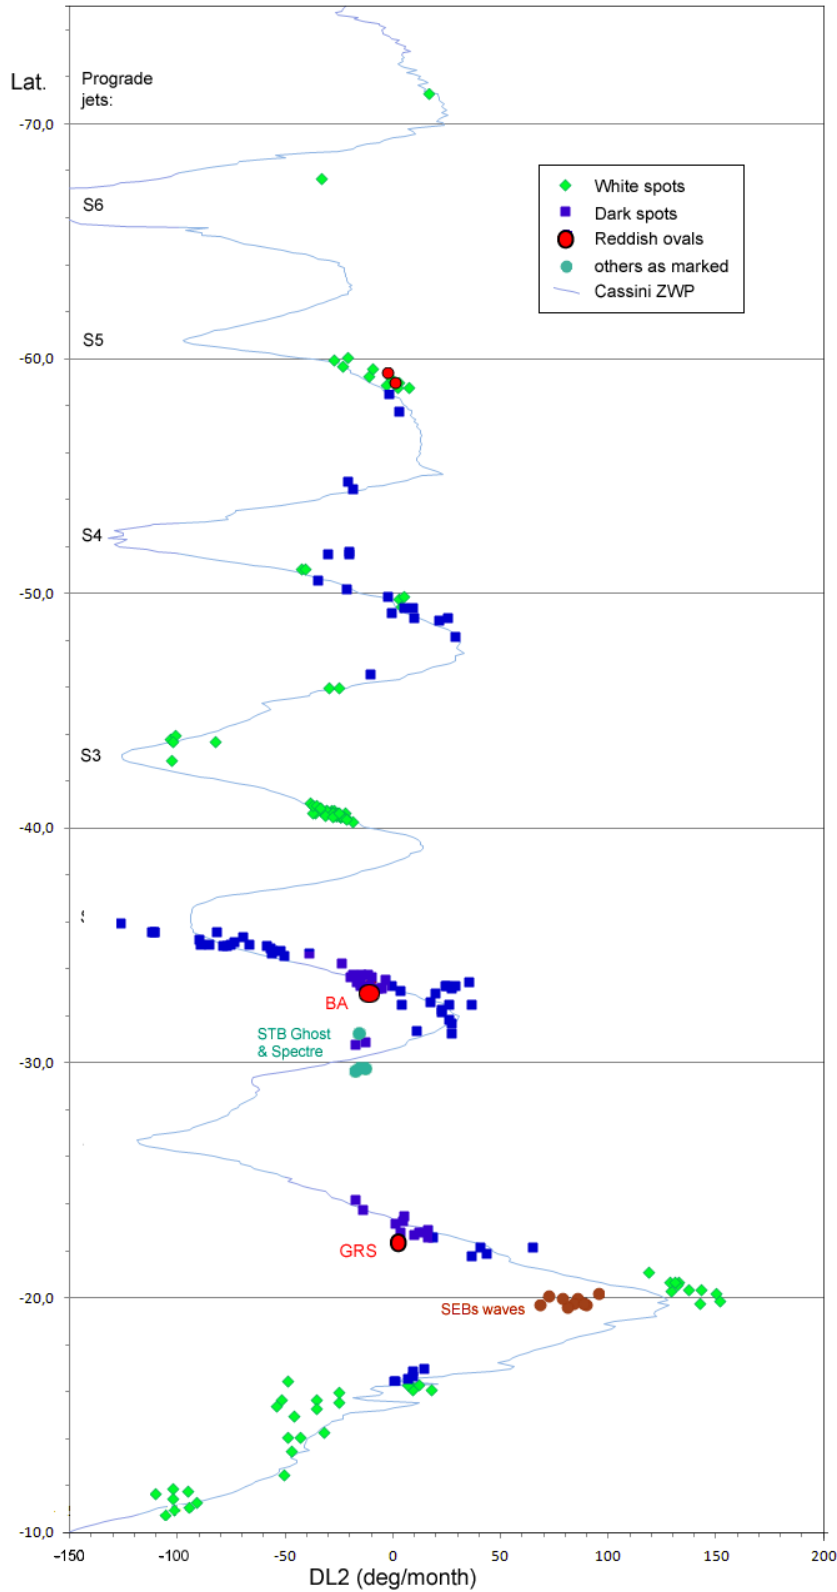 Lat.
Prograde
jets:
-70,0
White spots
Dark spots
Reddish ovals
others as marked
Cassini ZWP
S6
S5
-60,0
S4
-50,0
S3
-40,0
BA
STB Ghost
& Spectre
-30,0
GRS
-20,0
SEBs waves
-10,0
-150
-100
-50
0
50
100
150
200
DL2 (deg/month)